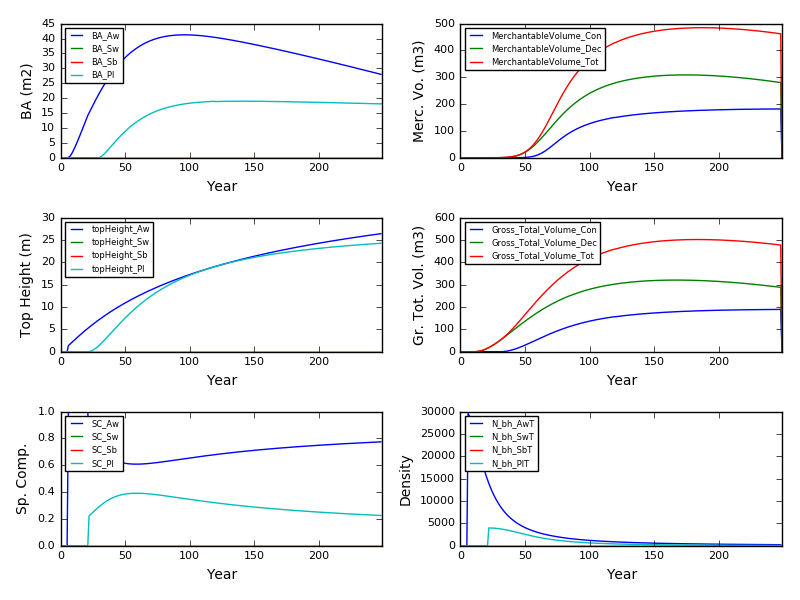 45
40
35
30
25
20
15
10
5
0
BA (m2)
BA_Aw
BA_Sw
BA_Sb
BA_Pl
0 50 100 150 200
Year
500
400
300
200
100
0
Merc. Vo. (m3)
MerchantableVolume_Con
MerchantableVolume_Dec
MerchantableVolume_Tot
0 50 100 150 200
Year
30
25
20
15
10
5
0
Top Height (m)
topHeight_Aw
topHeight_Sw
topHeight_Sb
topHeight_Pl
0 50 100 150 200
Year
600
500
400
300
200
100
0
Gr. Tot. Vol. (m3)
Gross_Total_Volume_Con
Gross_Total_Volume_Dec
Gross_Total_Volume_Tot
0 50 100 150 200
Year
1.0
0.8
0.6
0.4
0.2
0.0
Sp. Comp.
SC_Aw
SC_Sw
SC_Sb
SC_Pl
0 50 100 150 200
Year
30000
25000
20000
15000
10000
5000
0
Density
N_bh_AwT
N_bh_SwT
N_bh_SbT
N_bh_PlT
0 50 100 150 200
Year